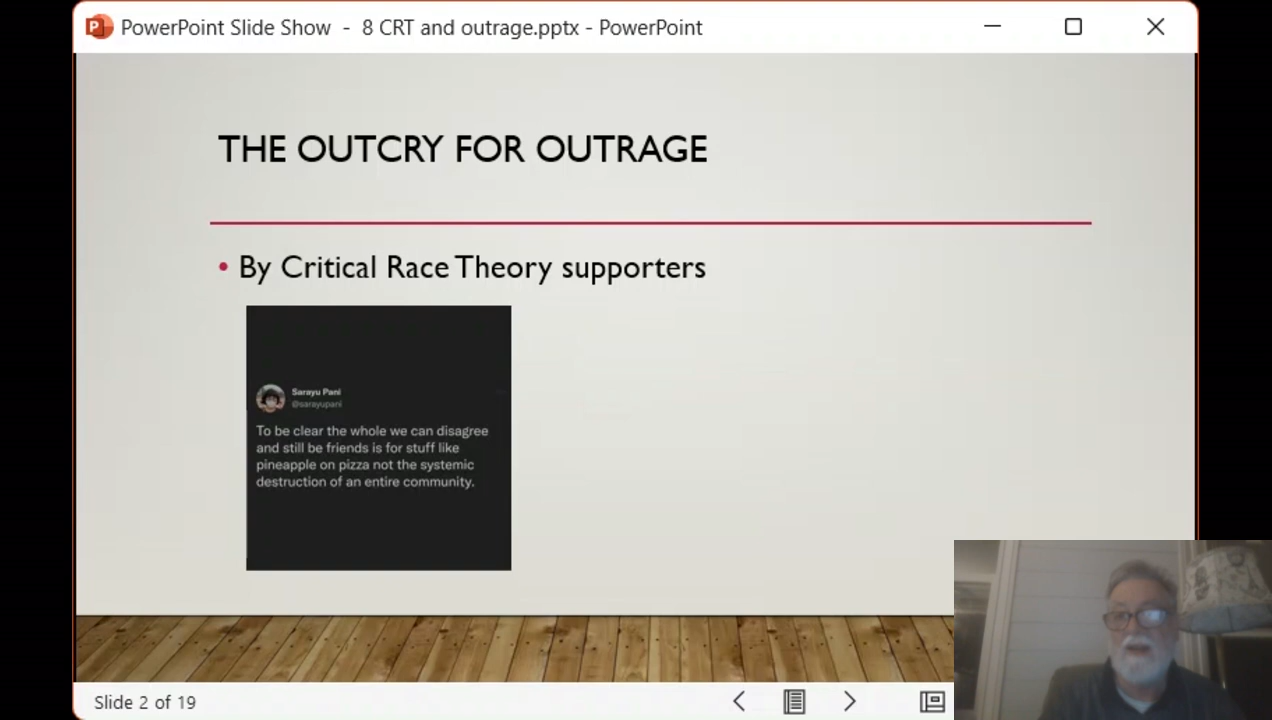 PowerPoint Slide Show - 8 CRT and outrage.pptx - PowerPoint
THE OUTCRY FOR OUTRAGE
• By Critical Race Theory supporters
Sarayu Pani
@sarayupani
To be clear the whole we can disagree
and still be friends is for stuff like
pineapple on pizza not the systemic
destruction of an entire community.
Slide 2 of 19